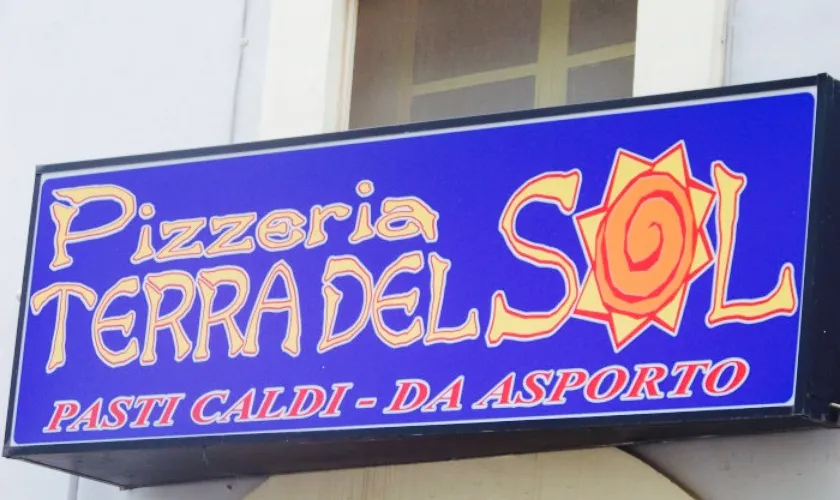 Pizzeria
TERRA DEL SOL
PASTI CALDI - DA ASPORTO